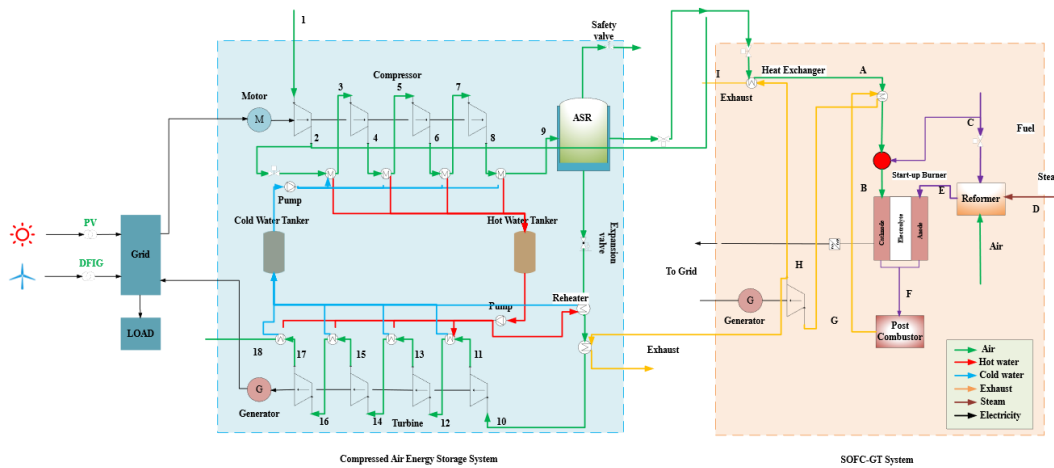 1
Safety
valve
3
Compressor
5
7
Motor
M
2
4
6
8
9
ASR
Heat Exchanger
A
I
Exhaust
C
Fuel
Start-up Burner
B
E
Reformer
Steam
D
Cathode
Electrolyte
Anode
Air
Pump
Cold Water Tanker
Hot Water Tanker
Expansion
valve
PV
DFIG
Grid
LOAD
To Grid
H
F
G
Generator
G
Post
Combustor
Pump
Reheater
Exhaust
18
17
15
13
11
G
Generator
16
14
Turbine
12
10
Air
Hot water
Cold water
Exhaust
Steam
Electricity
Compressed Air Energy Storage System
SOFC-GT System